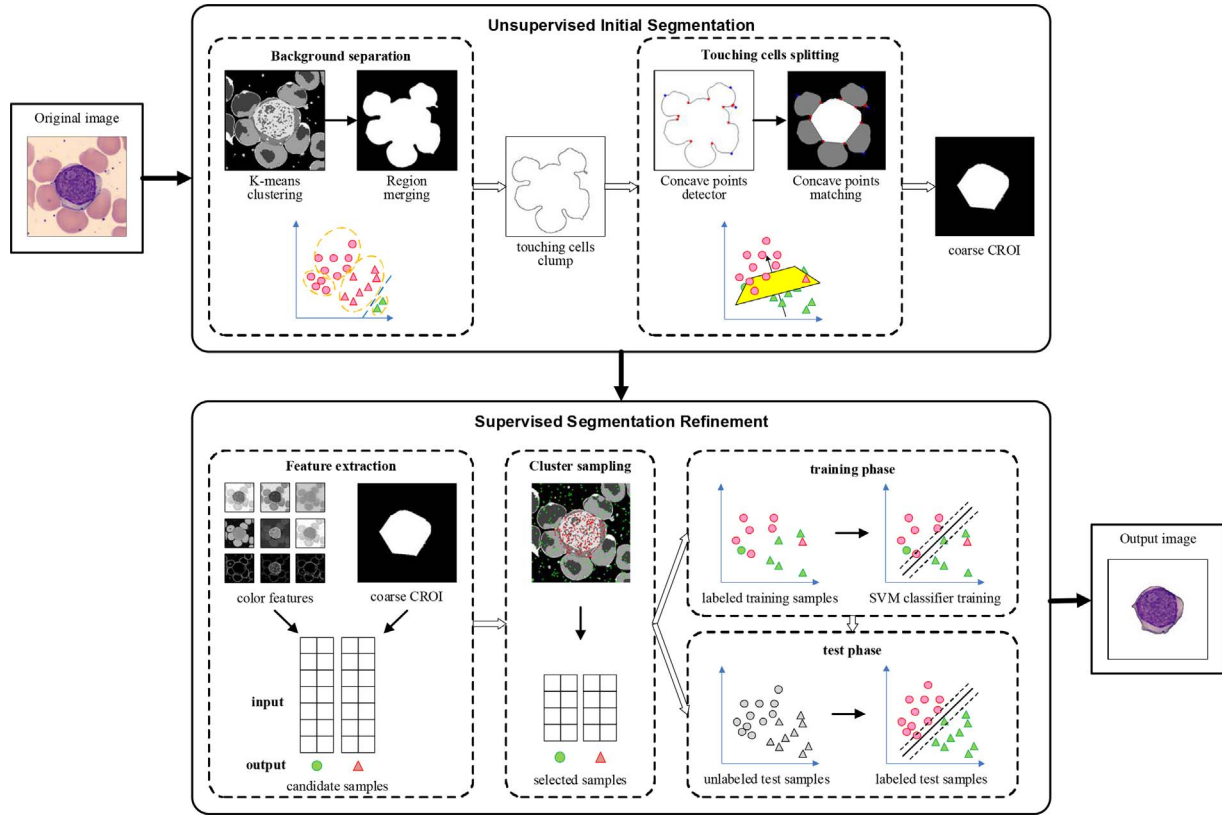 Unsupervised Initial Segmentation
Background separation
Touching cells splitting
Original image
K-means
clustering
Region
merging
touching cells
clump
Concave points
detector
Concave points
matching
coarse CROI
Supervised Segmentation Refinement
Feature extraction
Cluster sampling
training phase
color features
coarse CROI
labeled training samples
SVM classifier training
Output image
test phase
input
output
candidate samples
selected samples
unlabeled test samples
labeled test samples